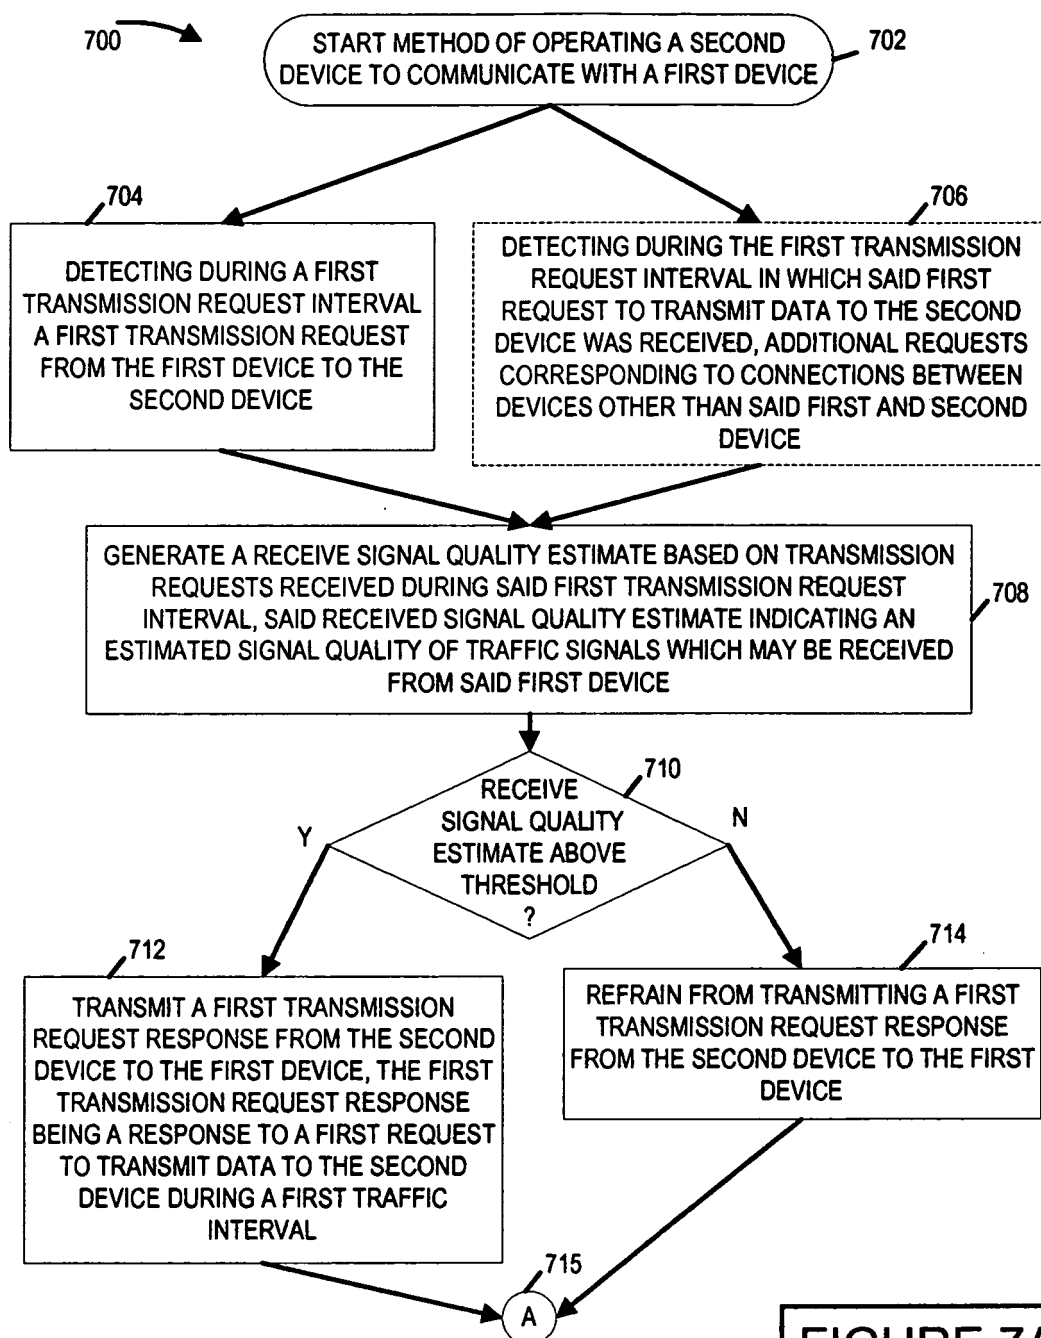 700
START METHOD OF OPERATING A SECOND
DEVICE TO COMMUNICATE WITH A FIRST DEVICE
702
704
DETECTING DURING A FIRST
TRANSMISSION REQUEST INTERVAL
A FIRST TRANSMISSION REQUEST
FROM THE FIRST DEVICE TO THE
SECOND DEVICE
706
DETECTING DURING THE FIRST TRANSMISSION
REQUEST INTERVAL IN WHICH SAID FIRST
REQUEST TO TRANSMIT DATA TO THE SECOND
DEVICE WAS RECEIVED, ADDITIONAL REQUESTS
CORRESPONDING TO CONNECTIONS BETWEEN
DEVICES OTHER THAN SAID FIRST AND SECOND
DEVICE
GENERATE A RECEIVE SIGNAL QUALITY ESTIMATE BASED ON TRANSMISSION
REQUESTS RECEIVED DURING SAID FIRST TRANSMISSION REQUEST
INTERVAL, SAID RECEIVED SIGNAL QUALITY ESTIMATE INDICATING AN
ESTIMATED SIGNAL QUALITY OF TRAFFIC SIGNALS WHICH MAY BE RECEIVED
FROM SAID FIRST DEVICE
708
710
RECEIVE
SIGNAL QUALITY
ESTIMATE ABOVE
THRESHOLD
?
Y
N
712
TRANSMIT A FIRST TRANSMISSION
REQUEST RESPONSE FROM THE SECOND
DEVICE TO THE FIRST DEVICE, THE FIRST
TRANSMISSION REQUEST RESPONSE
BEING A RESPONSE TO A FIRST REQUEST
TO TRANSMIT DATA TO THE SECOND
DEVICE DURING A FIRST TRAFFIC
INTERVAL
714
REFRAIN FROM TRANSMITTING A FIRST
TRANSMISSION REQUEST RESPONSE
FROM THE SECOND DEVICE TO THE FIRST
DEVICE
715
A
FIGURE 7A